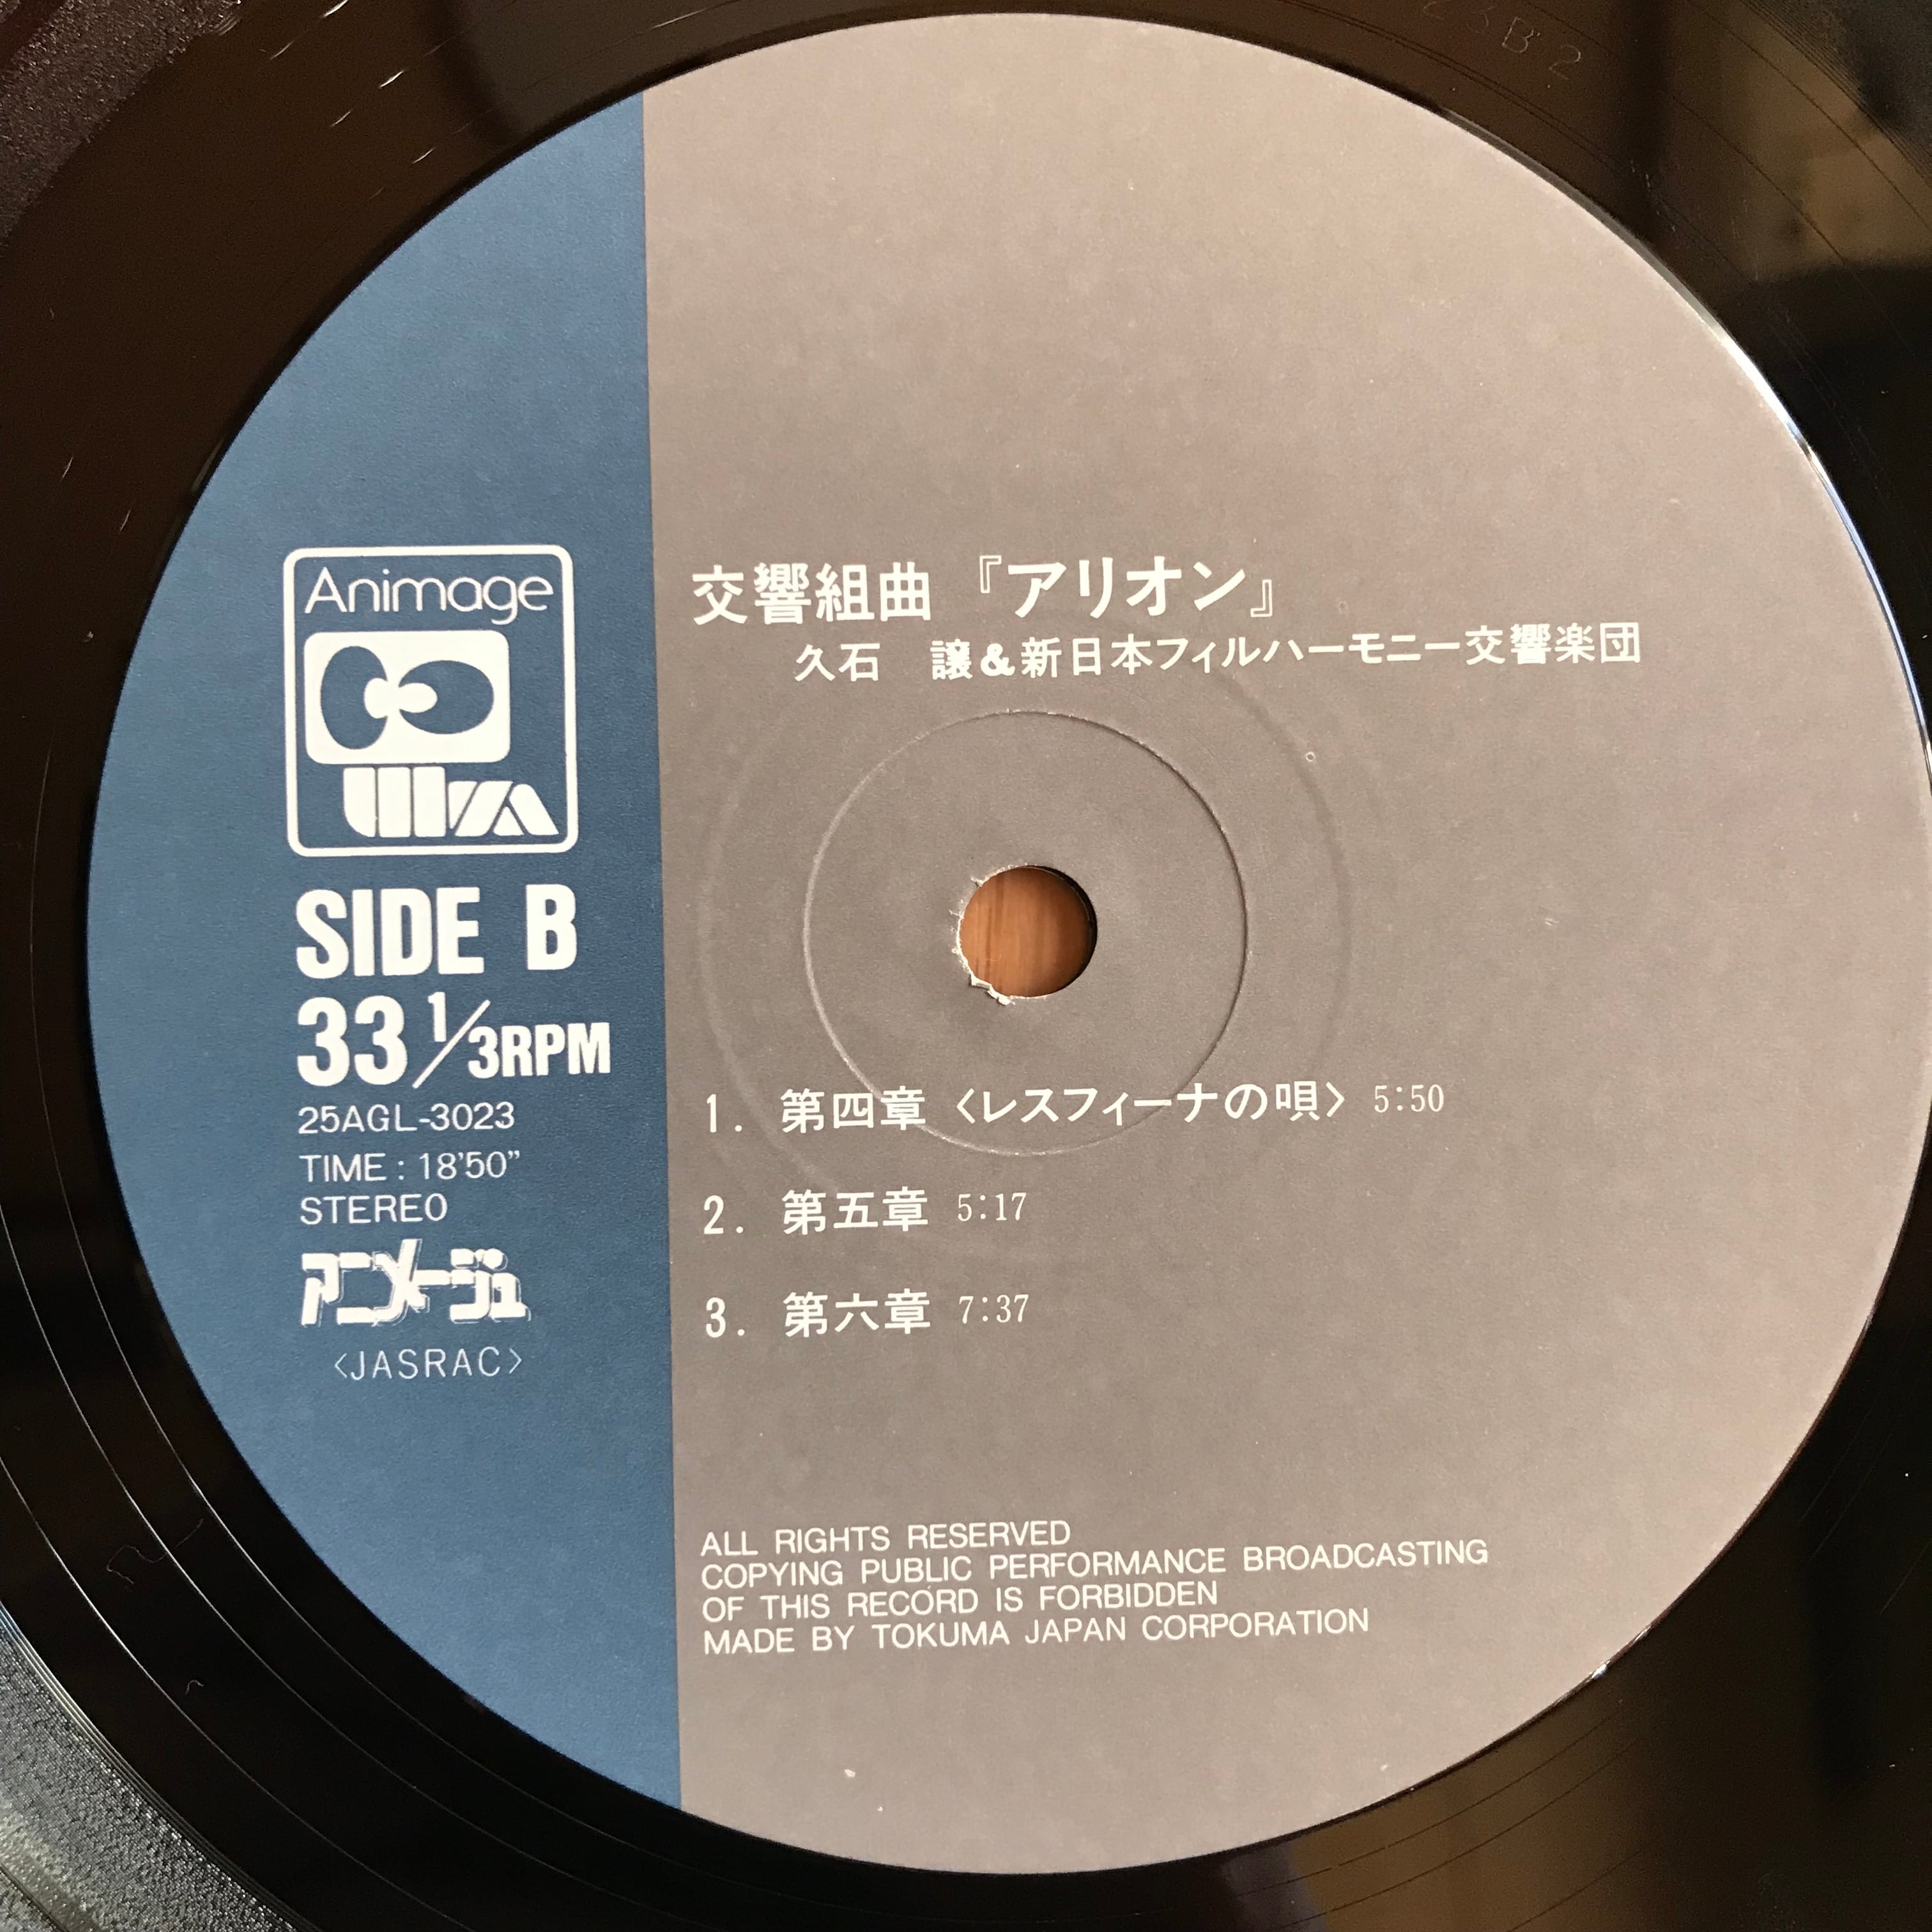 Animage
SIDE B
33 1/3RPM
25AGL-3023
TIME : 18'50"
STEREO
アニメージュ
〈JASRAC〉
交響組曲『アリオン』
久石 譲&新日本フィルハーモニー交響楽団
1. 第四章〈レスフィーナの唄〉 5:50
2. 第五章 5:17
3. 第六章 7:37
ALL RIGHTS RESERVED
COPYING PUBLIC PERFORMANCE BROADCASTING
OF THIS RECORD IS FORBIDDEN
MADE BY TOKUMA JAPAN CORPORATION